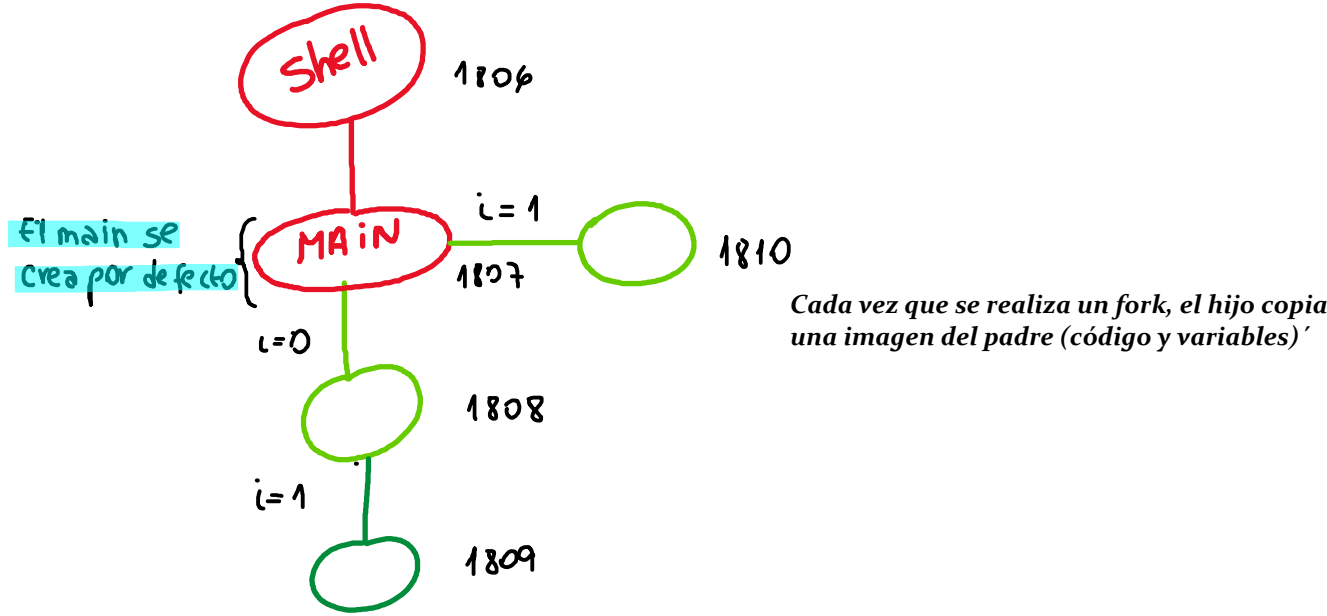 Shell
1806
i=1
El main se
MAiN
1810
crea por defecto
1807
Cada vez que se realiza un fork, el hijo copia
una imagen del padre (código y variables)´
i=0
1808
i=1
1809